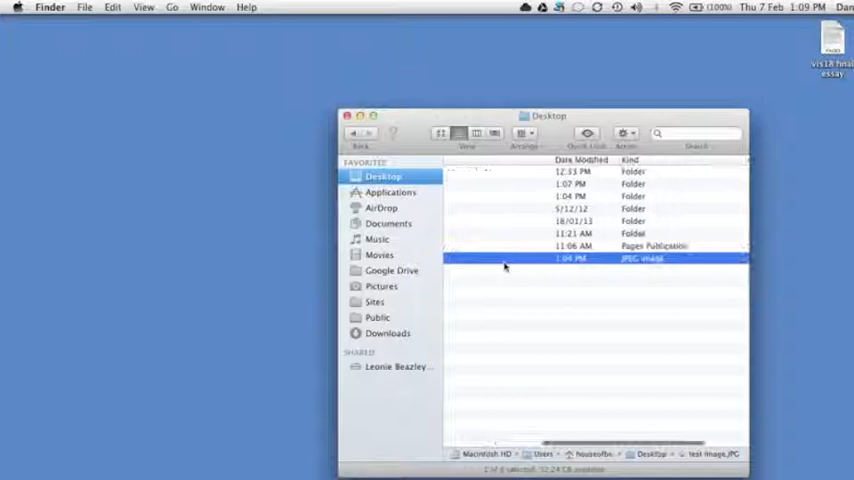 Finder File Edit View Go Window Help (100%) Thu 7 Feb 1:09 PM Dan
vis18 final
essay
Desktop
Back View Arrange Quick Look Action Search
FAVORITES
Desktop
Applications
AirDrop
Documents
Music
Movies
Google Drive
Pictures
Sites
Public
Downloads
SHARED
Leonie Beazley...
Date Modified Kind
12:33 PM Folder
1:07 PM Folder
1:04 PM Folder
5/12/12 Folder
18/01/13 Folder
11:21 AM Folder
11:06 AM Pages Publication
1:04 PM JPEG image
Macintosh HD Users houseofbe Desktop test image.JPG